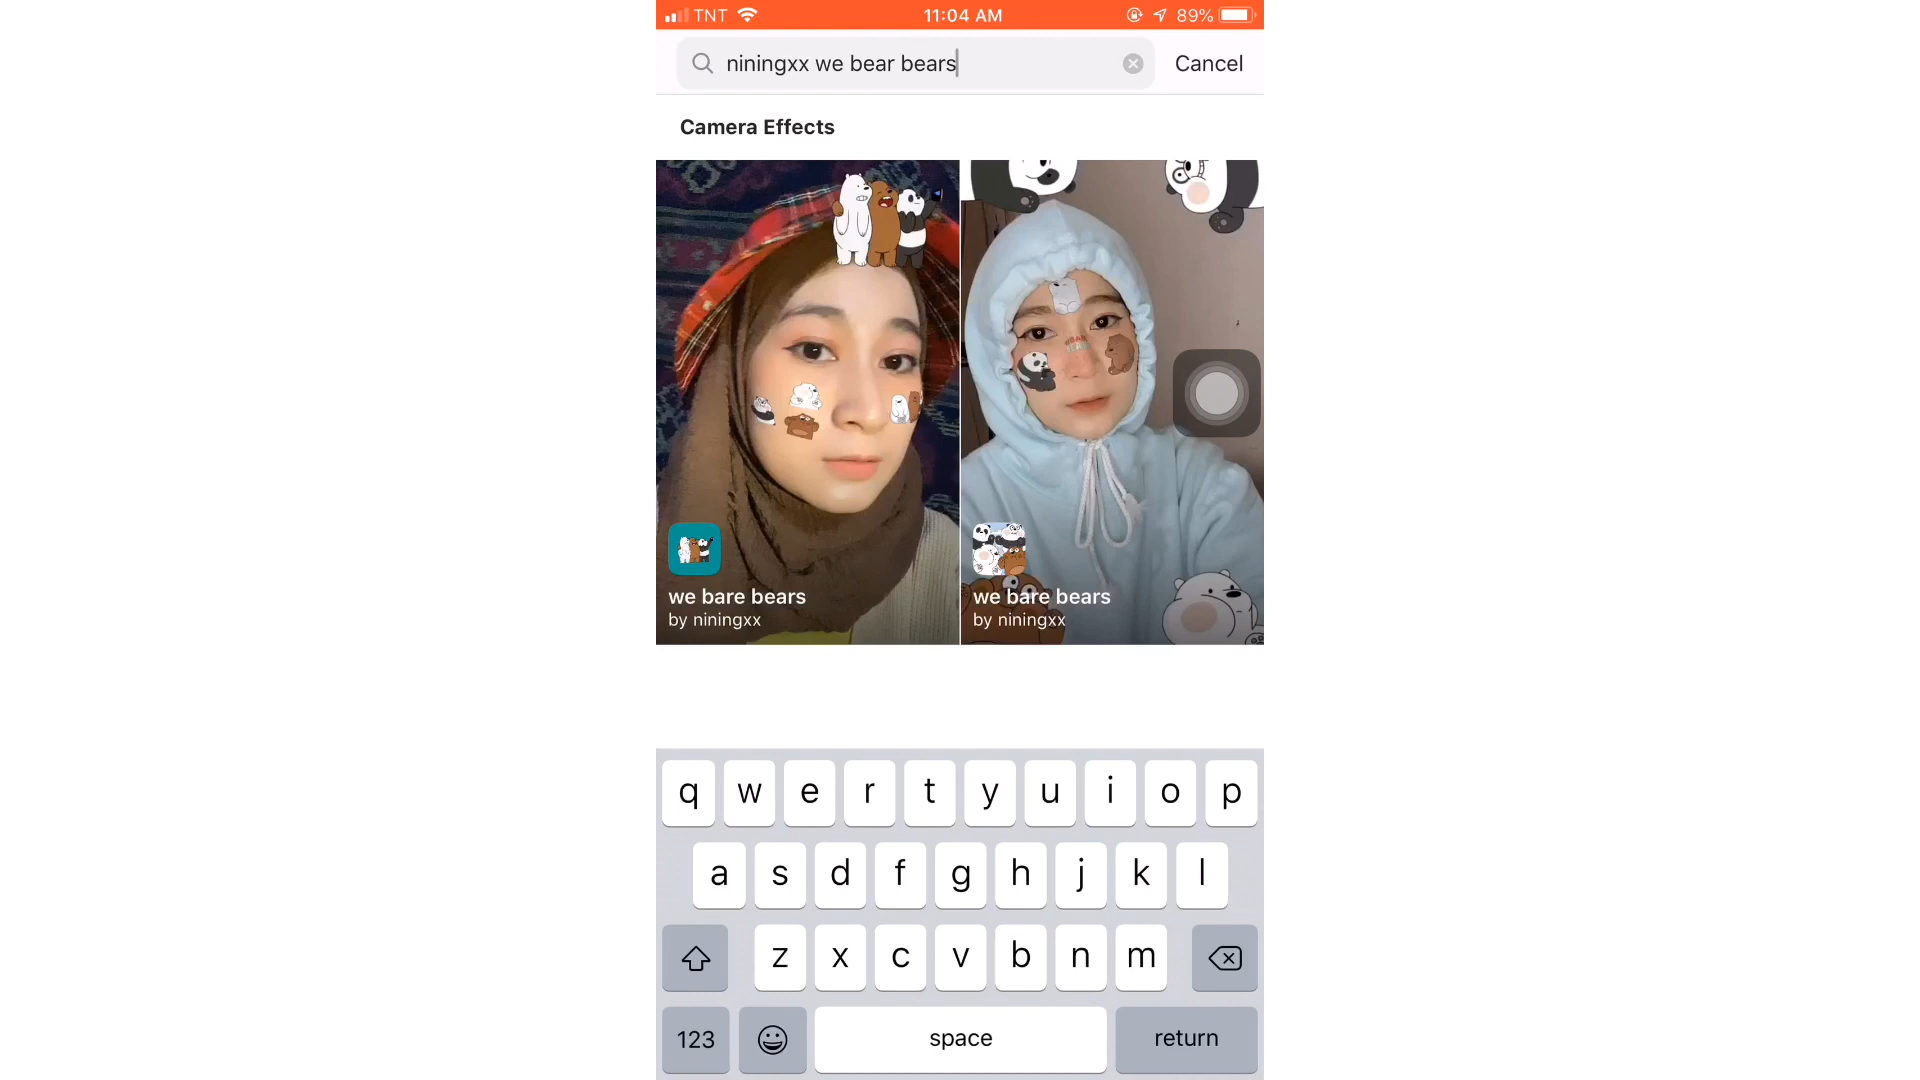 TNT 11:04 AM 89%
niningxx we bear bears Cancel
Camera Effects
we bare bears
by niningxx
we bare bears
by niningxx
q w e r t y u i o p
a s d f g h j k l
z x c v b n m
123 space return